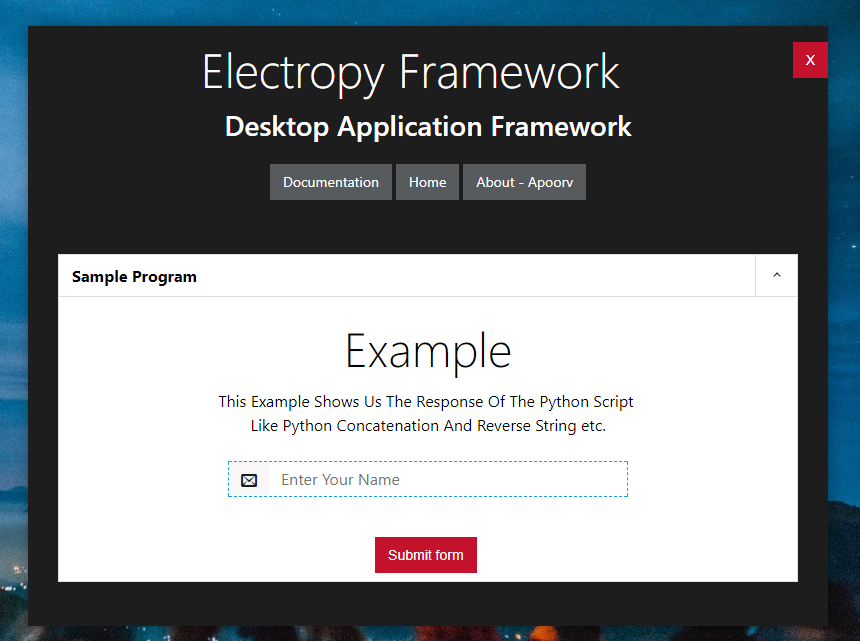 Electropy Framework
X
Desktop Application Framework
Documentation Home About - Apoorv
Sample Program
Example
This Example Shows Us The Response Of The Python Script
Like Python Concatenation And Reverse String etc.
Enter Your Name
Submit form